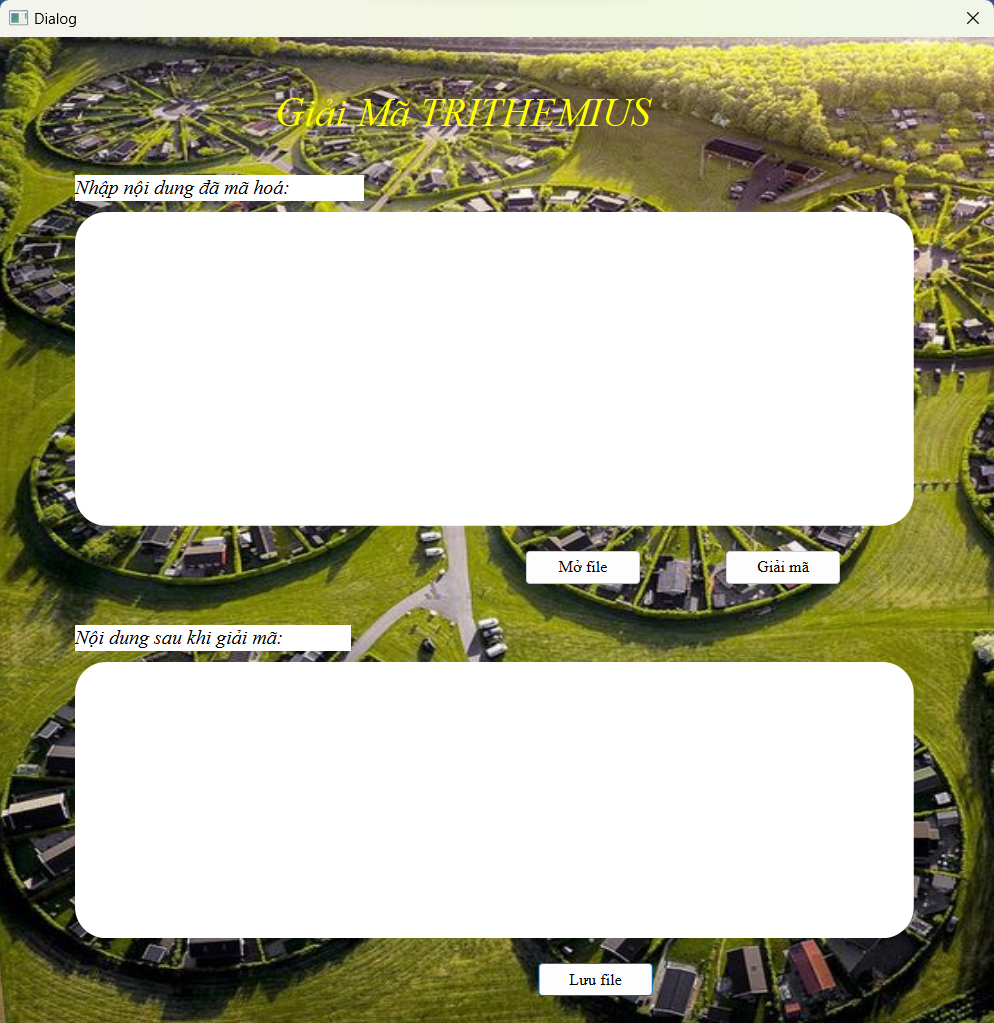 Dialog
Giải Mã TRITHEMIUS
Nhập nội dung đã mã hoá:
Mở file
Giải mã
Nội dung sau khi giải mã:
Lưu file